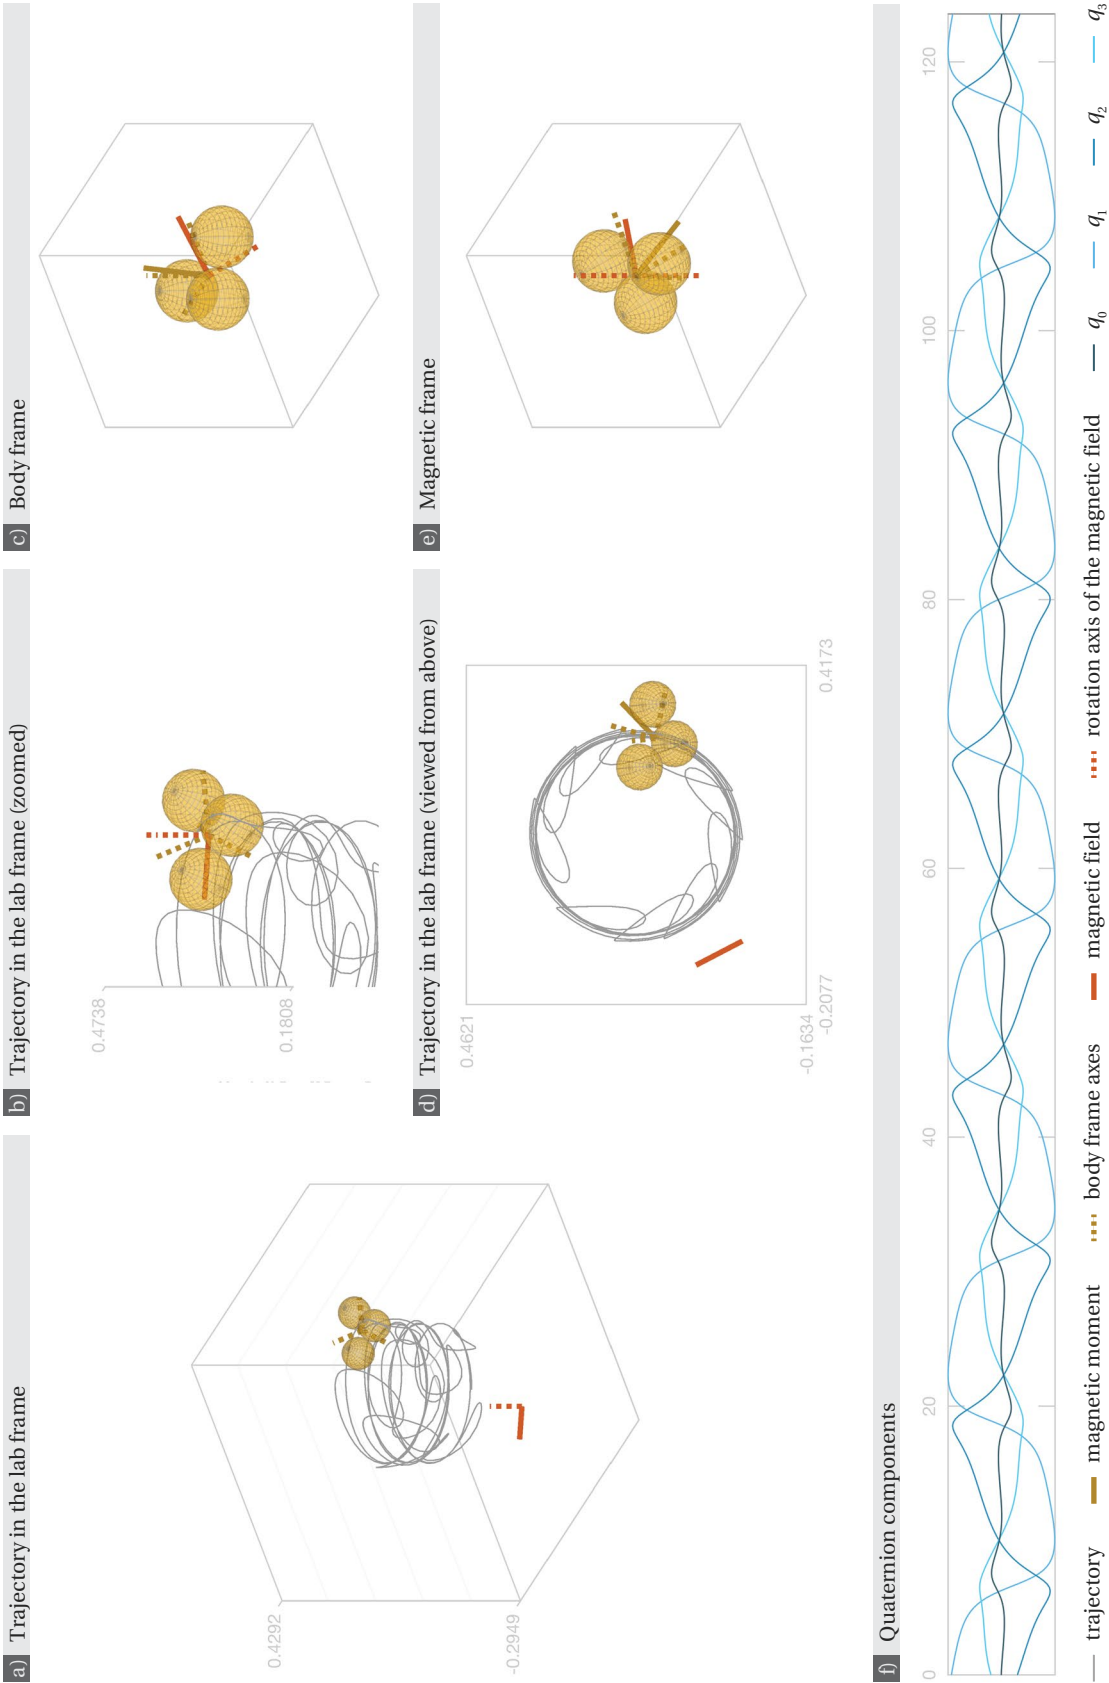 a) Trajectory in the lab frame
0.4292
-0.2949
b) Trajectory in the lab frame (zoomed)
0.4738
0.1808
c) Body frame
d) Trajectory in the lab frame (viewed from above)
0.4621
-0.1634
-0.2077
0.4173
e) Magnetic frame
f) Quaternion components
0 20 40 60 80 100 120
trajectory magnetic moment body frame axes magnetic field rotation axis of the magnetic field q₀ q₁ q₂ q₃